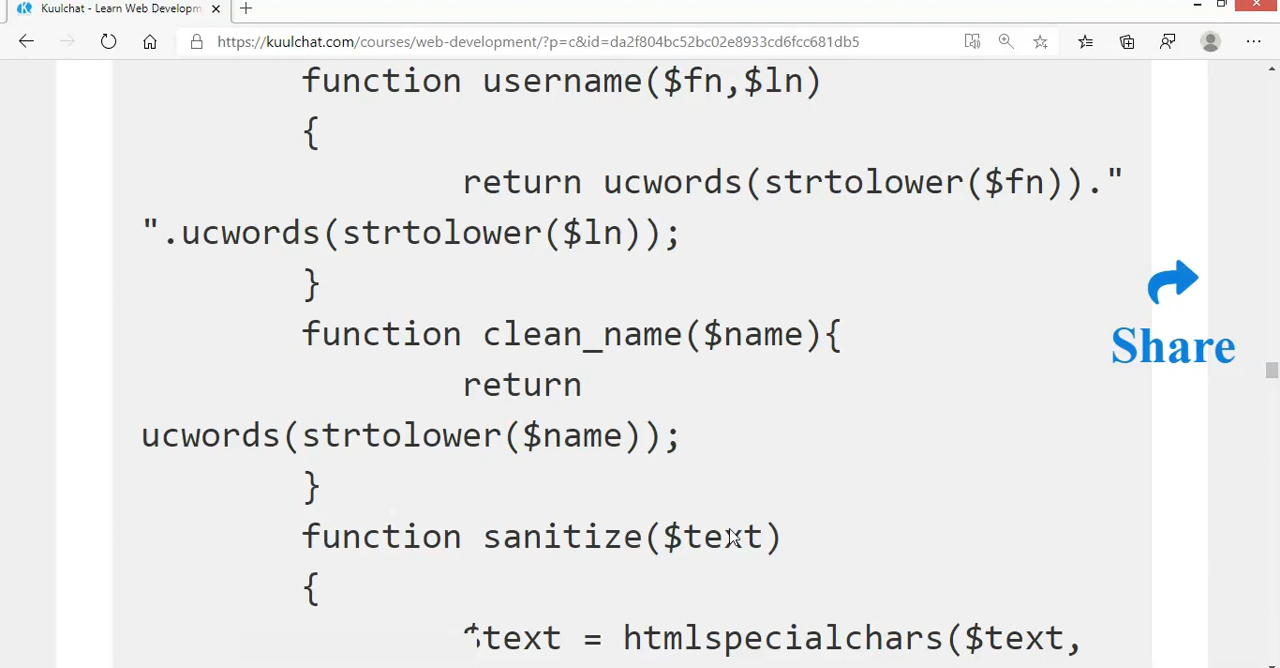 Kuulchat - Learn Web Developm
https://kuulchat.com/courses/web-development/?p=c&id=da2f804bc52bc02e8933cd6fcc681db5
function username($fn,$ln)
{
return ucwords(strtolower($fn))."
".ucwords(strtolower($ln));
}
function clean_name($name){
return
ucwords(strtolower($name));
}
function sanitize($text)
{
$text = htmlspecialchars($text,
Share